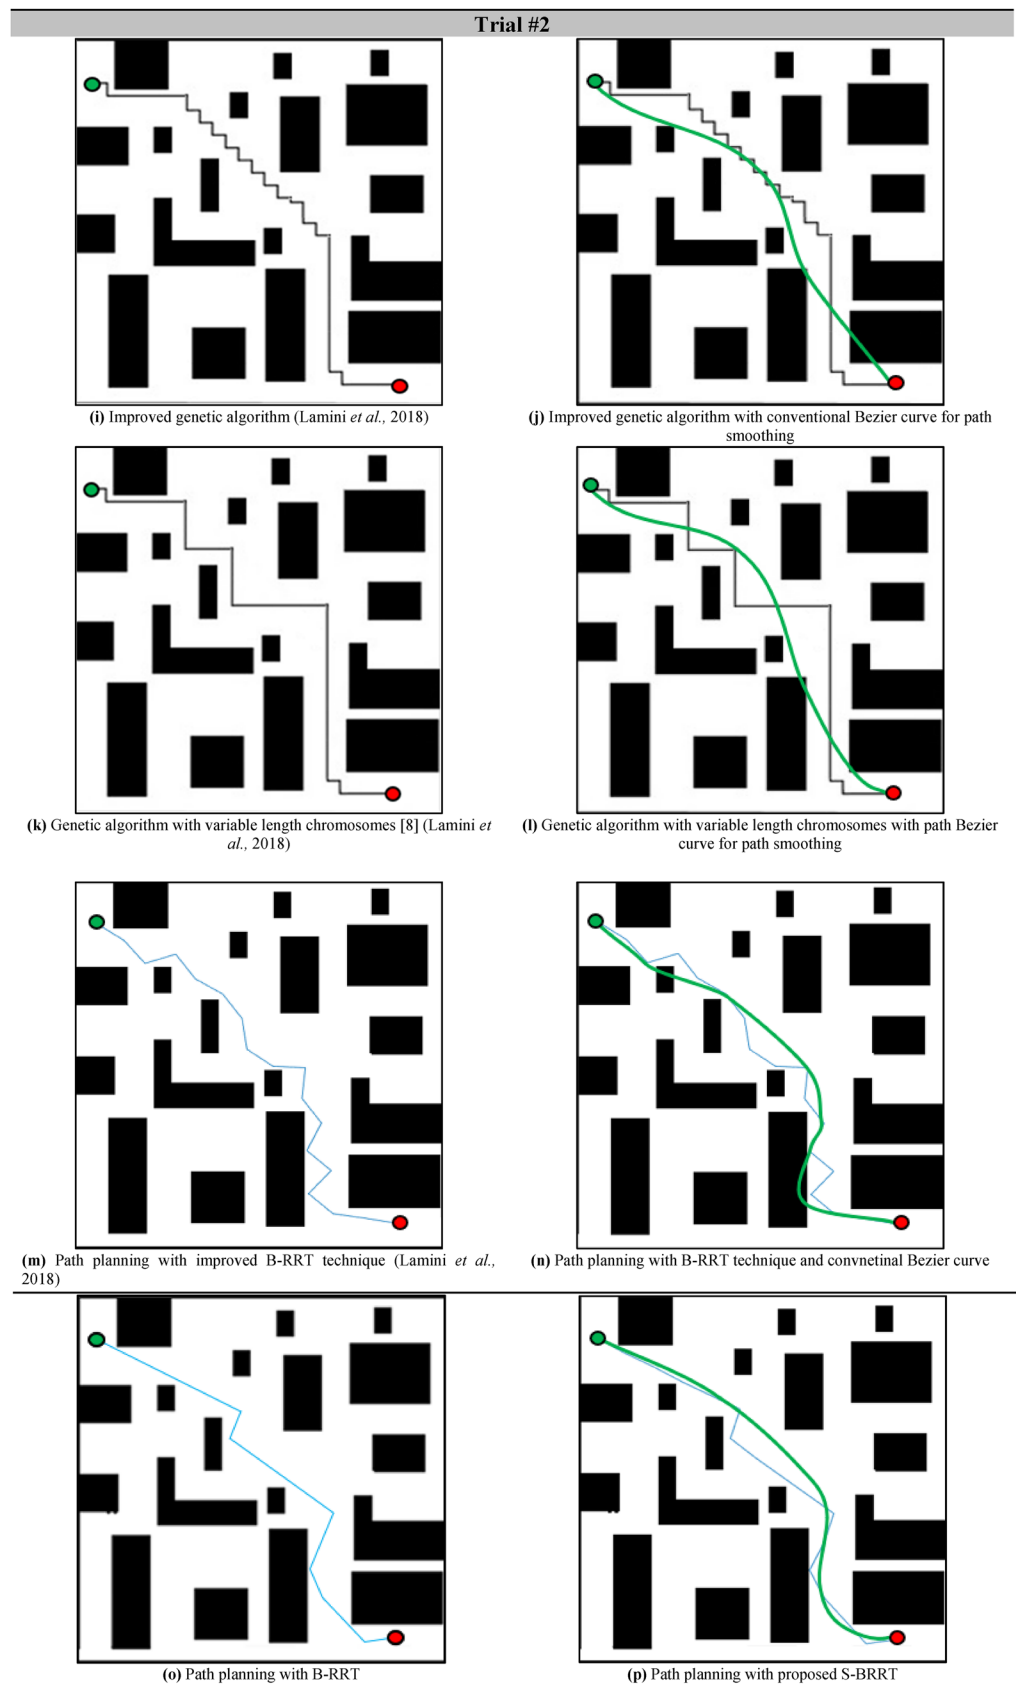 Trial #2
(i) Improved genetic algorithm (Lamini et al., 2018)
(j) Improved genetic algorithm with conventional Bezier curve for path
smoothing
(k) Genetic algorithm with variable length chromosomes [8] (Lamini et
al., 2018)
(l) Genetic algorithm with variable length chromosomes with path Bezier
curve for path smoothing
(m) Path planning with improved B-RRT technique (Lamini et al.,
2018)
(n) Path planning with B-RRT technique and convnetinal Bezier curve
(o) Path planning with B-RRT
(p) Path planning with proposed S-BRRT